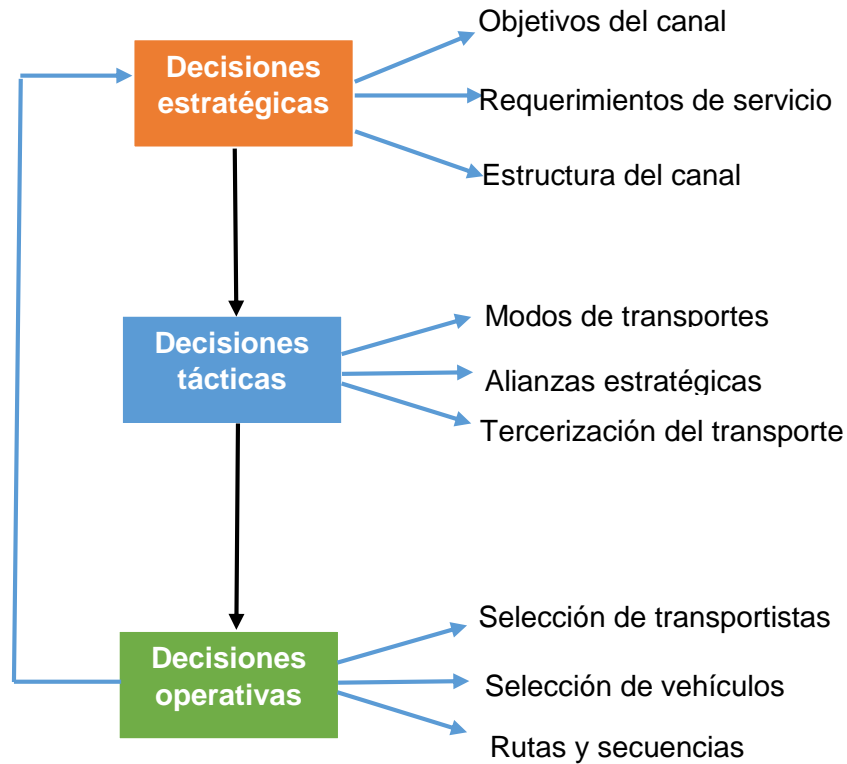 Decisiones
estratégicas
Objetivos del canal
Requerimientos de servicio
Estructura del canal
Decisiones
tácticas
Modos de transportes
Alianzas estratégicas
Tercerización del transporte
Decisiones
operativas
Selección de transportistas
Selección de vehículos
Rutas y secuencias